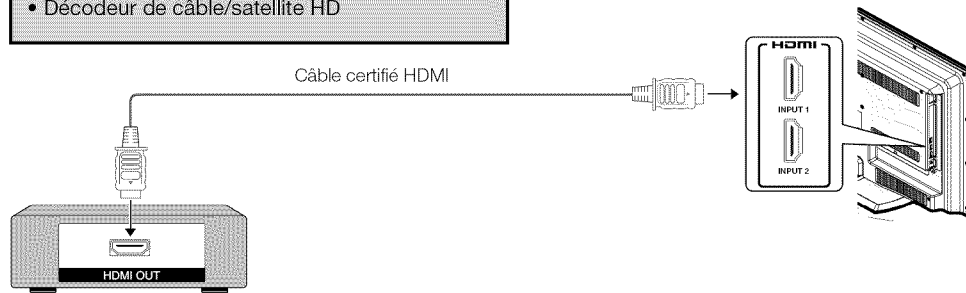 • Décodeur de câble/satellite HD
Câble certifié HDMI
HDMI
INPUT 1
INPUT 2
HDMI OUT